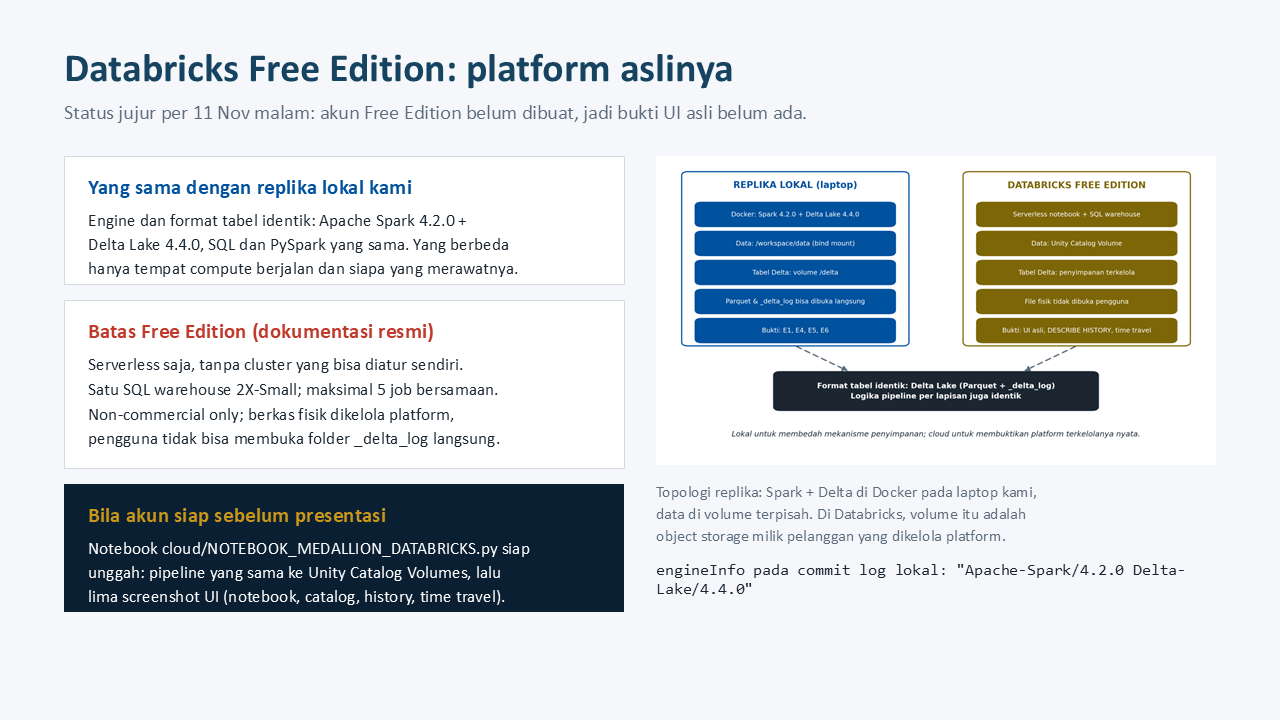 Databricks Free Edition: platform aslinya
Status jujur per 11 Nov malam: akun Free Edition belum dibuat, jadi bukti UI asli belum ada.
Yang sama dengan replika lokal kami
Engine dan format tabel identik: Apache Spark 4.2.0 +
Delta Lake 4.4.0, SQL dan PySpark yang sama. Yang berbeda
hanya tempat compute berjalan dan siapa yang merawatnya.
Batas Free Edition (dokumentasi resmi)
Serverless saja, tanpa cluster yang bisa diatur sendiri.
Satu SQL warehouse 2X-Small; maksimal 5 job bersamaan.
Non-commercial only; berkas fisik dikelola platform,
pengguna tidak bisa membuka folder _delta_log langsung.
Bila akun siap sebelum presentasi
Notebook cloud/NOTEBOOK_MEDALLION_DATABRICKS.py siap
unggah: pipeline yang sama ke Unity Catalog Volumes, lalu
lima screenshot UI (notebook, catalog, history, time travel).
REPLIKA LOKAL (laptop)
Docker: Spark 4.2.0 + Delta Lake 4.4.0
Data: /workspace/data (bind mount)
Tabel Delta: volume /delta
Parquet & _delta_log bisa dibuka langsung
Bukti: E1, E4, E5, E6
DATABRICKS FREE EDITION
Serverless notebook + SQL warehouse
Data: Unity Catalog Volume
Tabel Delta: penyimpanan terkelola
File fisik tidak dibuka pengguna
Bukti: UI asli, DESCRIBE HISTORY, time travel
Format tabel identik: Delta Lake (Parquet + _delta_log)
Logika pipeline per lapisan juga identik
Lokal untuk membedah mekanisme penyimpanan; cloud untuk membuktikan platform terkelolanya nyata.
Topologi replika: Spark + Delta di Docker pada laptop kami,
data di volume terpisah. Di Databricks, volume itu adalah
object storage milik pelanggan yang dikelola platform.
engineInfo pada commit log lokal: "Apache-Spark/4.2.0 Delta-
Lake/4.4.0"